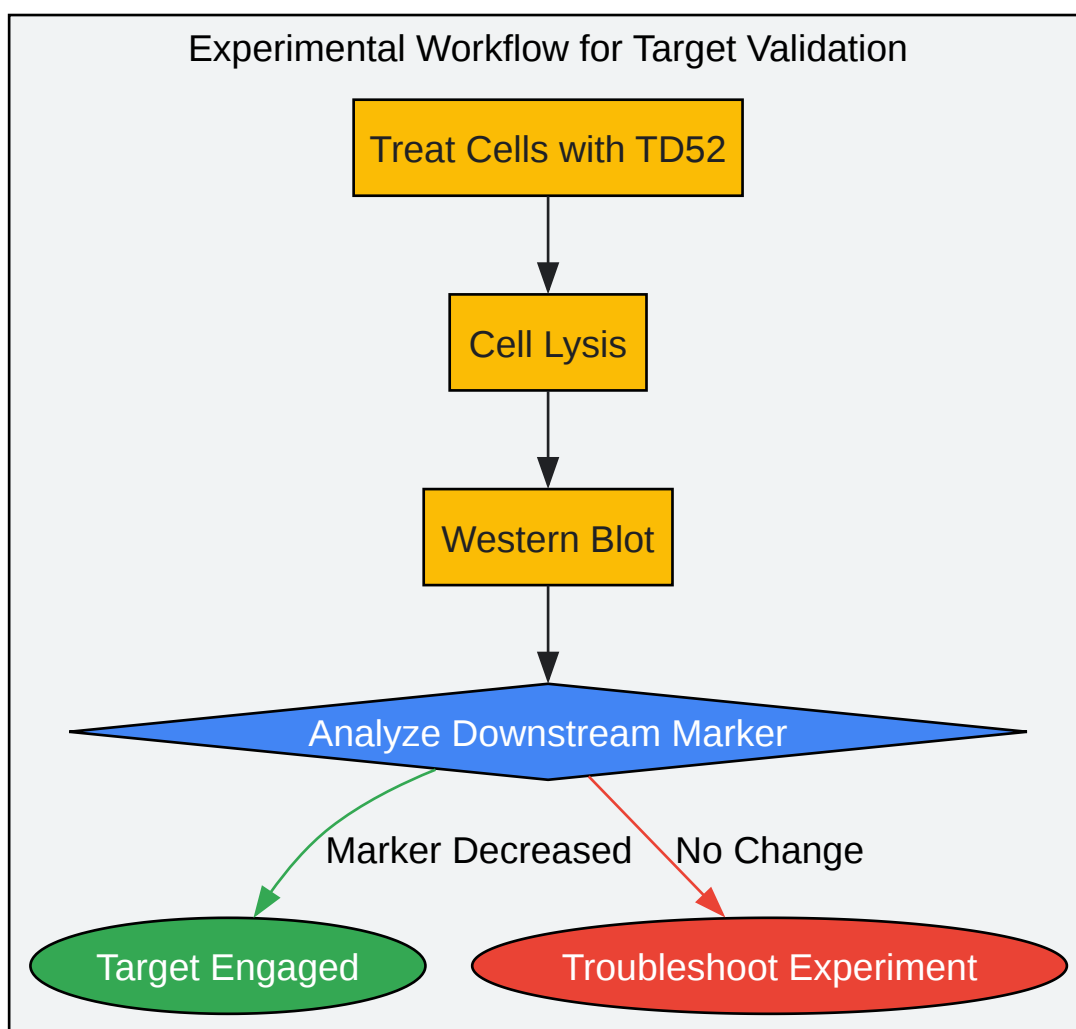 Experimental Workflow for Target Validation
Treat Cells with TD52
Cell Lysis
Western Blot
Analyze Downstream Marker
Marker Decreased
No Change
Target Engaged
Troubleshoot Experiment